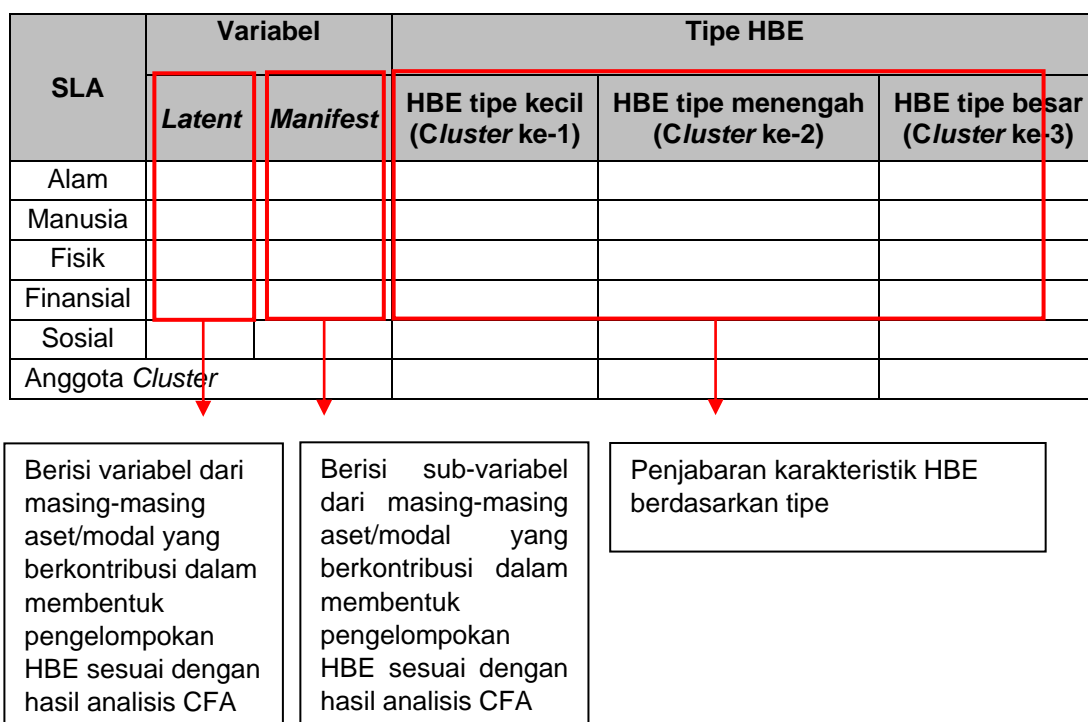 SLA
Variabel
Tipe HBE
Latent
Manifest
HBE tipe kecil
(Cluster ke-1)
HBE tipe menengah
(Cluster ke-2)
HBE tipe besar
(Cluster ke-3)
Alam
Manusia
Fisik
Finansial
Sosial
Anggota Cluster
Berisi variabel dari
masing-masing
aset/modal yang
berkontribusi dalam
membentuk
pengelompokan
HBE sesuai dengan
hasil analisis CFA
Berisi sub-variabel
dari masing-masing
aset/modal yang
berkontribusi dalam
membentuk
pengelompokan
HBE sesuai dengan
hasil analisis CFA
Penjabaran karakteristik HBE
berdasarkan tipe